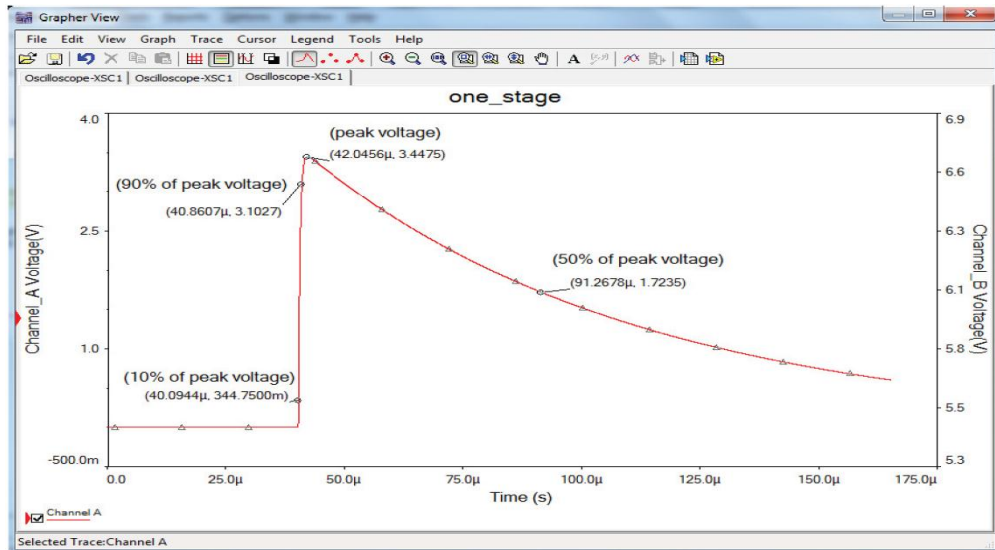 Grapher View
File Edit View Graph Trace Cursor Legend Tools Help
Oscilloscope-XSC1 | Oscilloscope-XSC1 Oscilloscope-XSC1
one_stage
4.0
2.5
1.0
-500.0m
Channel_A Voltage(V)
(peak voltage)
(42.0456μ, 3.4475)
(90% of peak voltage)
(40.8607μ, 3.1027)
(50% of peak voltage)
(91.2678μ, 1.7235)
(10% of peak voltage)
(40.0944μ, 344.7500m)
6.9
6.6
6.3
6.1
5.8
5.5
5.3
Channel_B Voltage(V)
0.0 25.0μ 50.0μ 75.0μ 100.0μ 125.0μ 150.0μ 175.0μ
Time (s)
Channel A
Selected Trace:Channel A